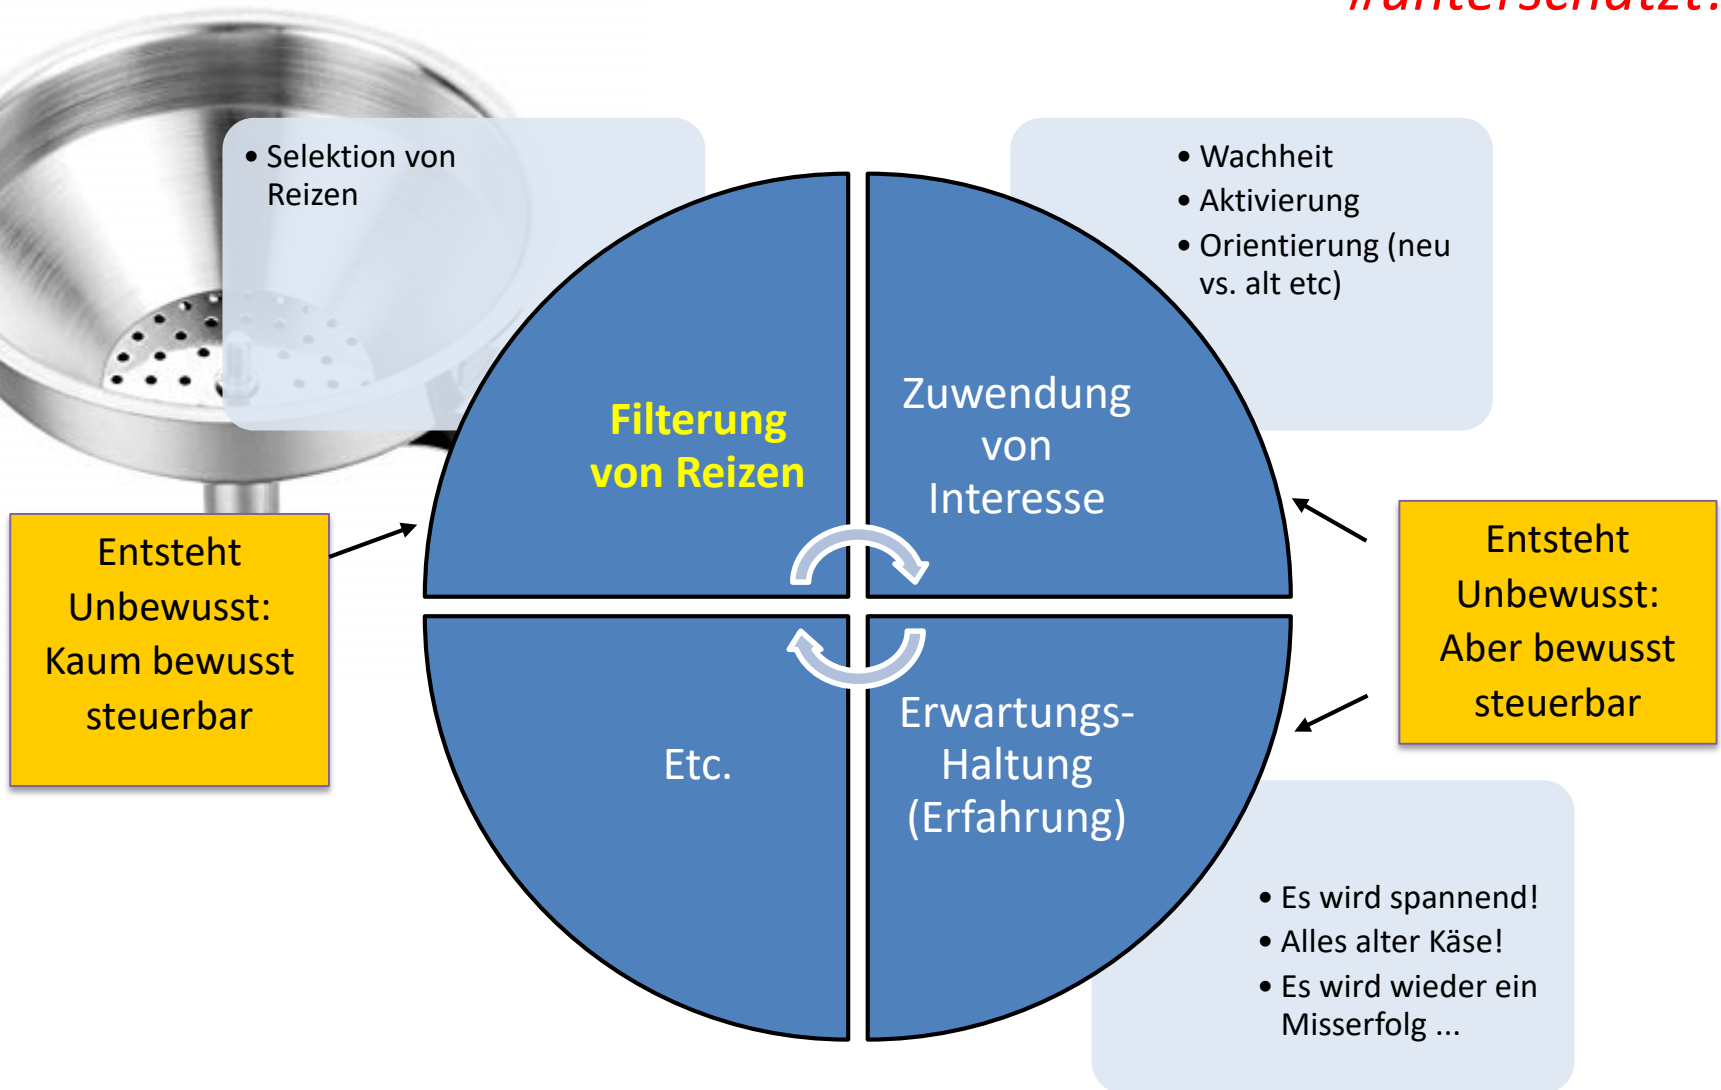 #unterschätzt!
• Selektion von
Reizen
• Wachheit
• Aktivierung
• Orientierung (neu
vs. alt etc)
Filterung
von Reizen
Zuwendung
von
Interesse
Entsteht
Unbewusst:
Kaum bewusst
steuerbar
Entsteht
Unbewusst:
Aber bewusst
steuerbar
Etc.
Erwartungs-
Haltung
(Erfahrung)
• Es wird spannend!
• Alles alter Käse!
• Es wird wieder ein
Misserfolg ...